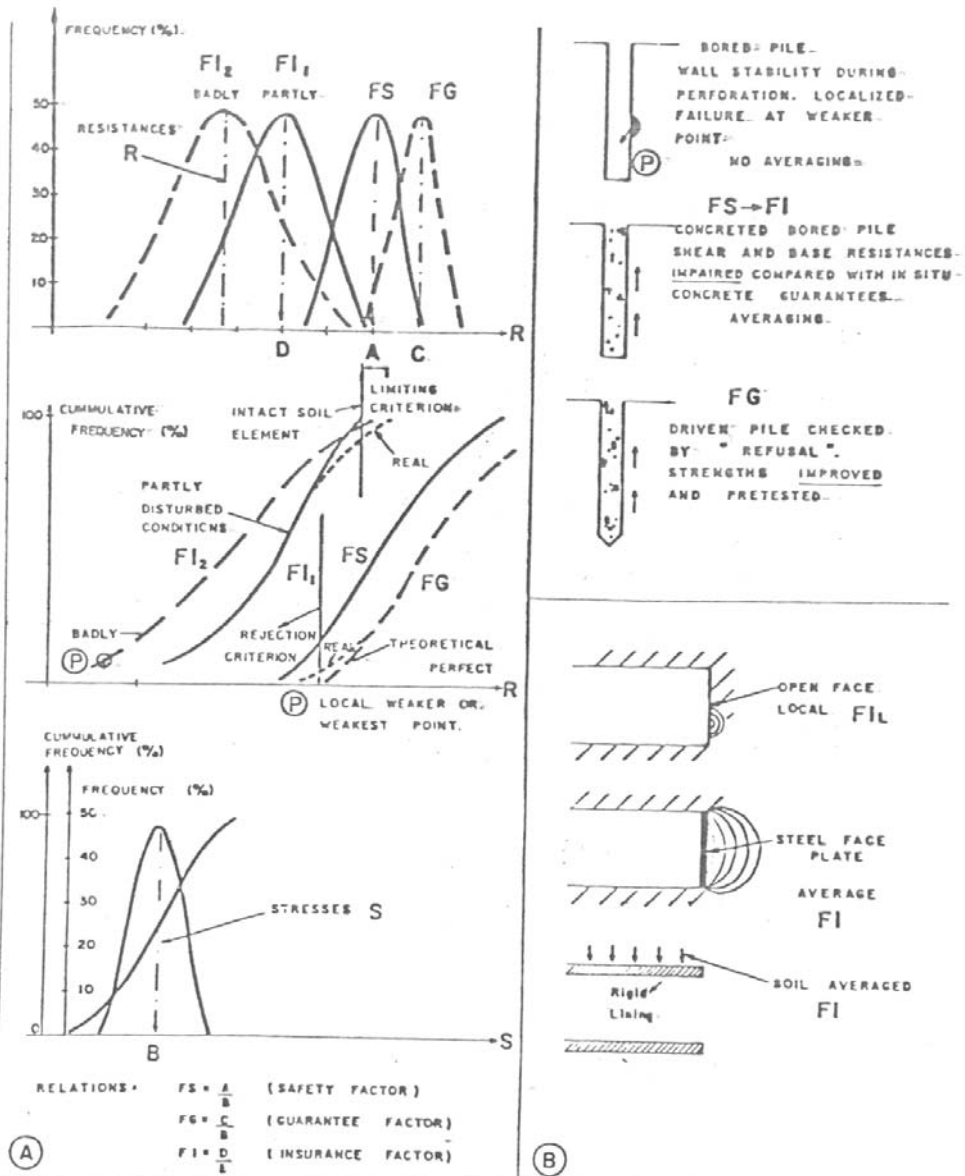 FREQUENCY (%)
FI₂
BADLY
FI₁
PARTLY
FS
FG
RESISTANCES
R
50
40
30
20
10
D
A
C
R
CUMMULATIVE
FREQUENCY (%)
100
INTACT SOIL
ELEMENT
LIMITING
CRITERION
REAL
PARTLY
DISTURBED
CONDITIONS
FI₂
FI₁
FS
FG
BADLY
P
REJECTION
CRITERION
REAL
THEORETICAL
PERFECT
R
P LOCAL WEAKER OR
WEAKEST POINT.
CUMMULATIVE
FREQUENCY (%)
FREQUENCY (%)
100
50
40
30
20
10
0
STRESSES S
B
S
RELATIONS
FS = A/B (SAFETY FACTOR)
FG = C/B (GUARANTEE FACTOR)
FI = D/B (INSURANCE FACTOR)
A
BORED PILE
WALL STABILITY DURING
PERFORATION. LOCALIZED
FAILURE AT WEAKER
POINT
P
NO AVERAGING
FS→FI
CONCRETED BORED PILE
SHEAR AND BASE RESISTANCES
IMPAIRED COMPARED WITH IN SITU
CONCRETE GUARANTEES
AVERAGING
FG
DRIVEN PILE CHECKED
BY "REFUSAL".
STRENGTHS IMPROVED
AND PRETESTED
OPEN FACE
LOCAL FIL
STEEL FACE
PLATE
AVERAGE
FI
SOIL AVERAGED
FI
Rigid
Lining
B